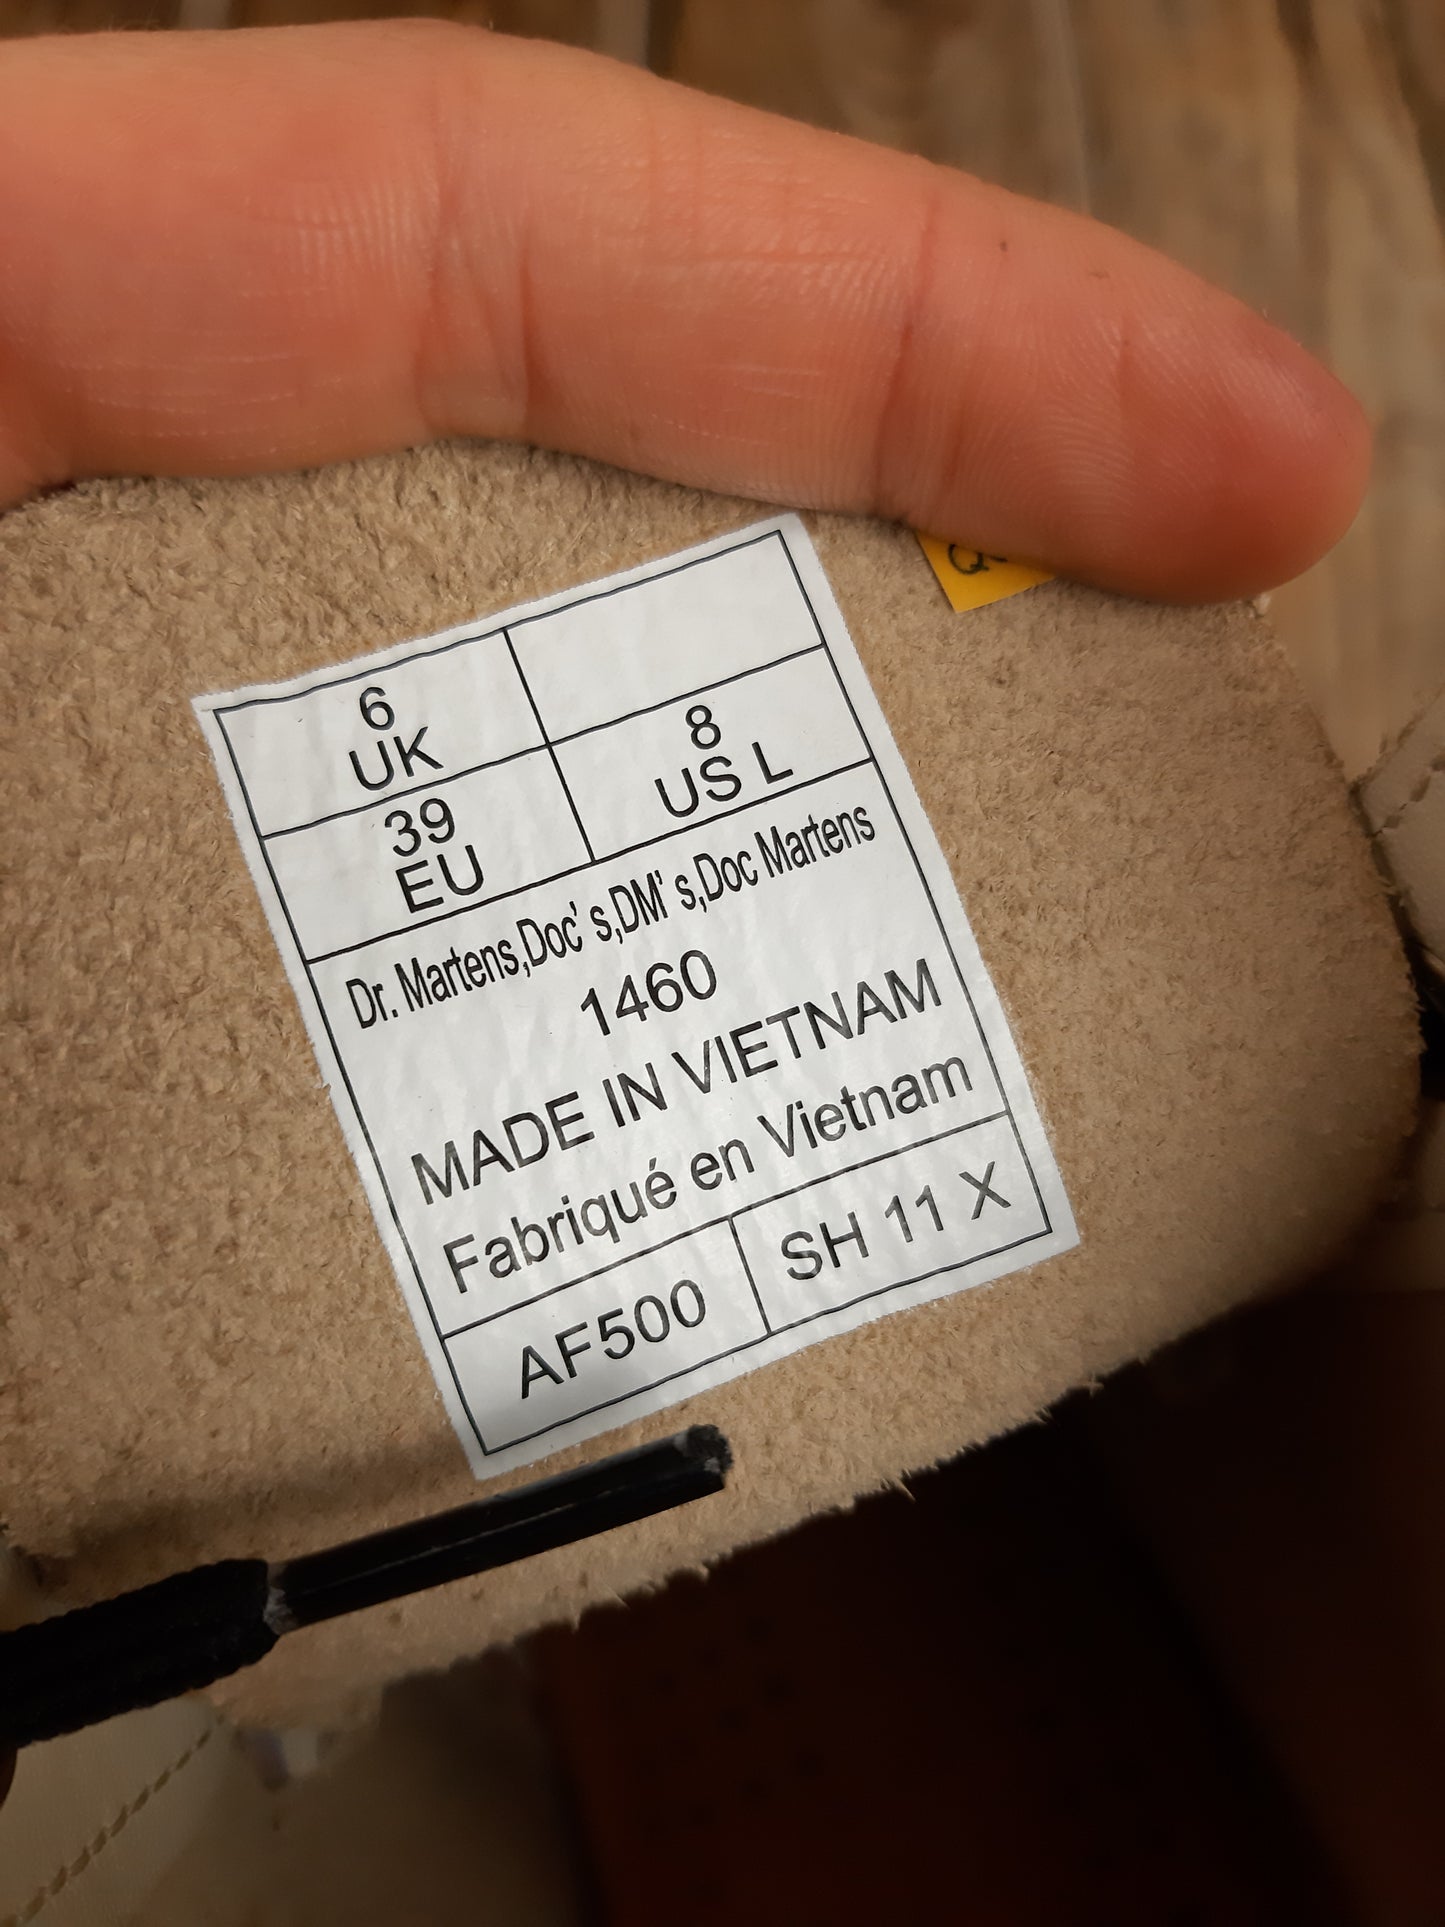 6
UK
39
EU
8
US L
Dr. Martens,Doc' s,DM' s,Doc Martens
1460
MADE IN VIETNAM
Fabriqué en Vietnam
AF500
SH 11 X